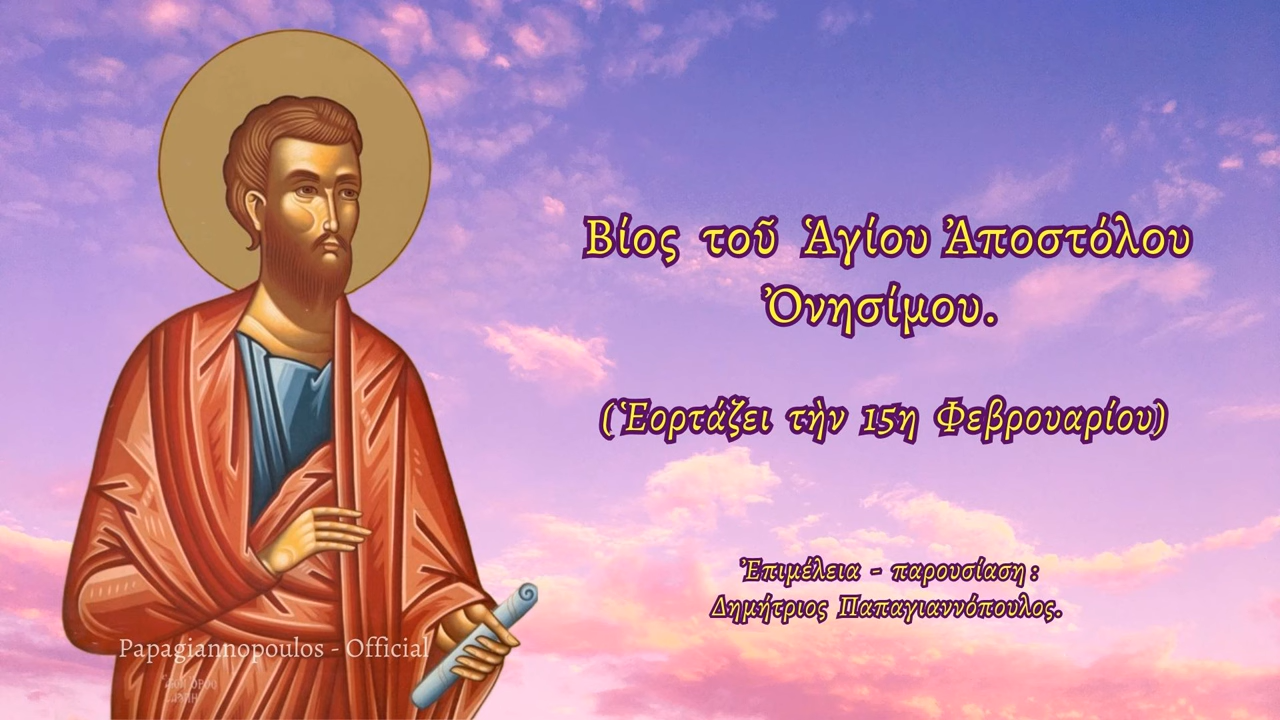 Βίος τοῦ Ἁγίου Ἀποστόλου
Ὀνησίμου.
(Ἑορτάζει τὴν 15η Φεβρουαρίου)
Ἐπιμέλεια - παρουσίαση :
Δημήτριος Παπαγιαννόπουλος.
Papagiannopoulos - Official